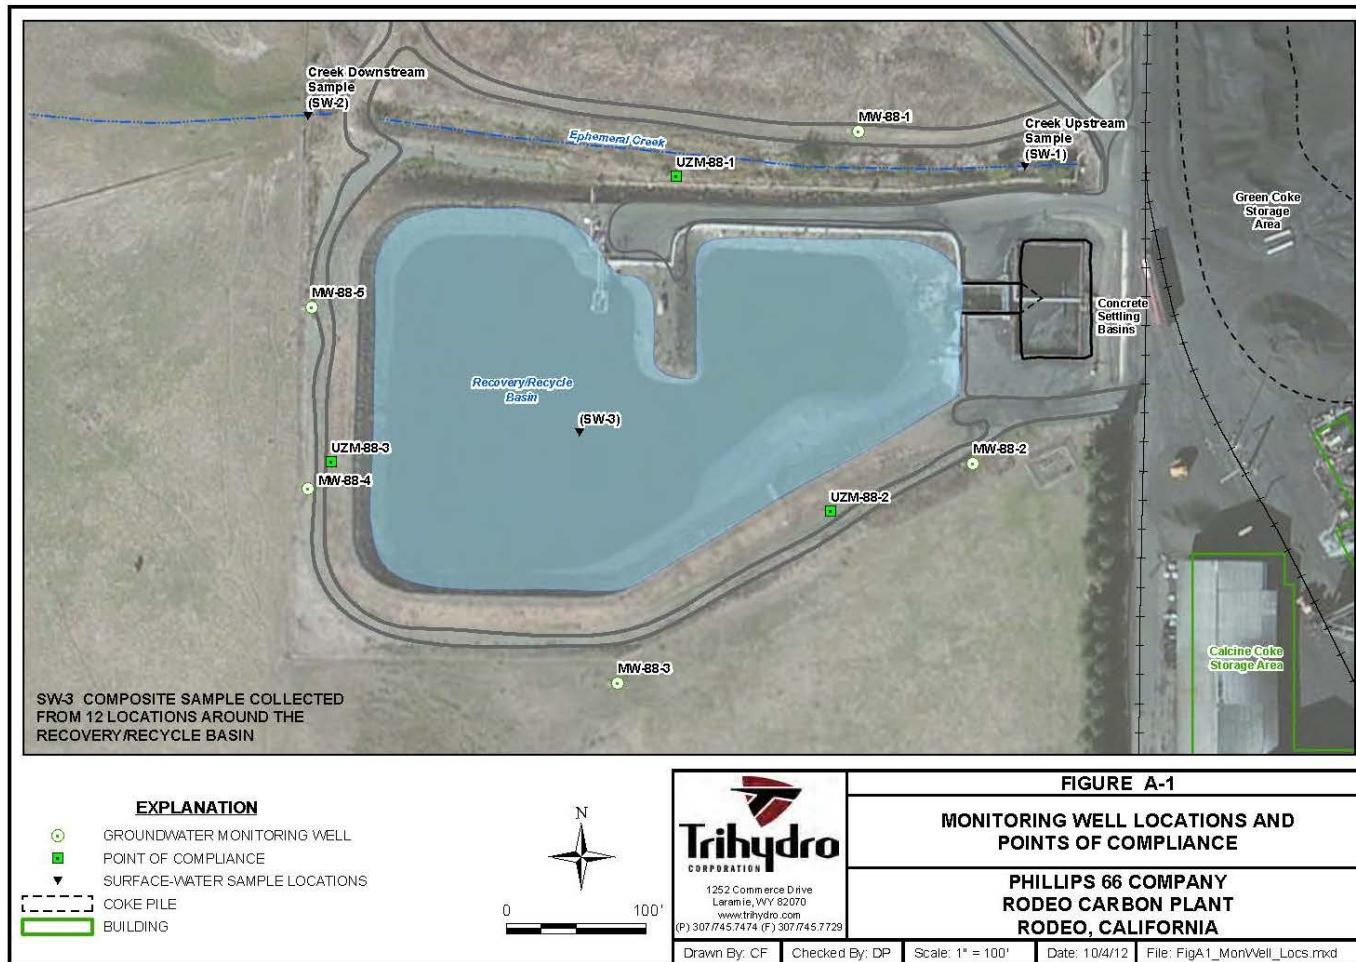 Creek Downstream
Sample
(SW-2)
MW-88-1
Creek Upstream
Sample
(SW-1)
Ephemeral Creek
UZM-88-1
Green Coke
Storage
Area
MW-88-5
Concrete
Settling
Basins
Recovery/Recycle
Basin
(SW-3)
UZM-88-3
MW-88-4
MW-88-2
UZM-88-2
Calcine Coke
Storage Area
MW-88-3
SW-3 COMPOSITE SAMPLE COLLECTED
FROM 12 LOCATIONS AROUND THE
RECOVERY/RECYCLE BASIN
EXPLANATION
GROUNDWATER MONITORING WELL
POINT OF COMPLIANCE
SURFACE-WATER SAMPLE LOCATIONS
COKE PILE
BUILDING
N
0 100'
Trihydro
CORPORATION
1252 Commerce Drive
Laramie, WY 82070
www.trihydro.com
(P) 307/745.7474 (F) 307/745.7729
FIGURE A-1
MONITORING WELL LOCATIONS AND
POINTS OF COMPLIANCE
PHILLIPS 66 COMPANY
RODEO CARBON PLANT
RODEO, CALIFORNIA
Drawn By: CF Checked By: DP Scale: 1" = 100' Date: 10/4/12 File: FigA1_MonWell_Locs.mxd